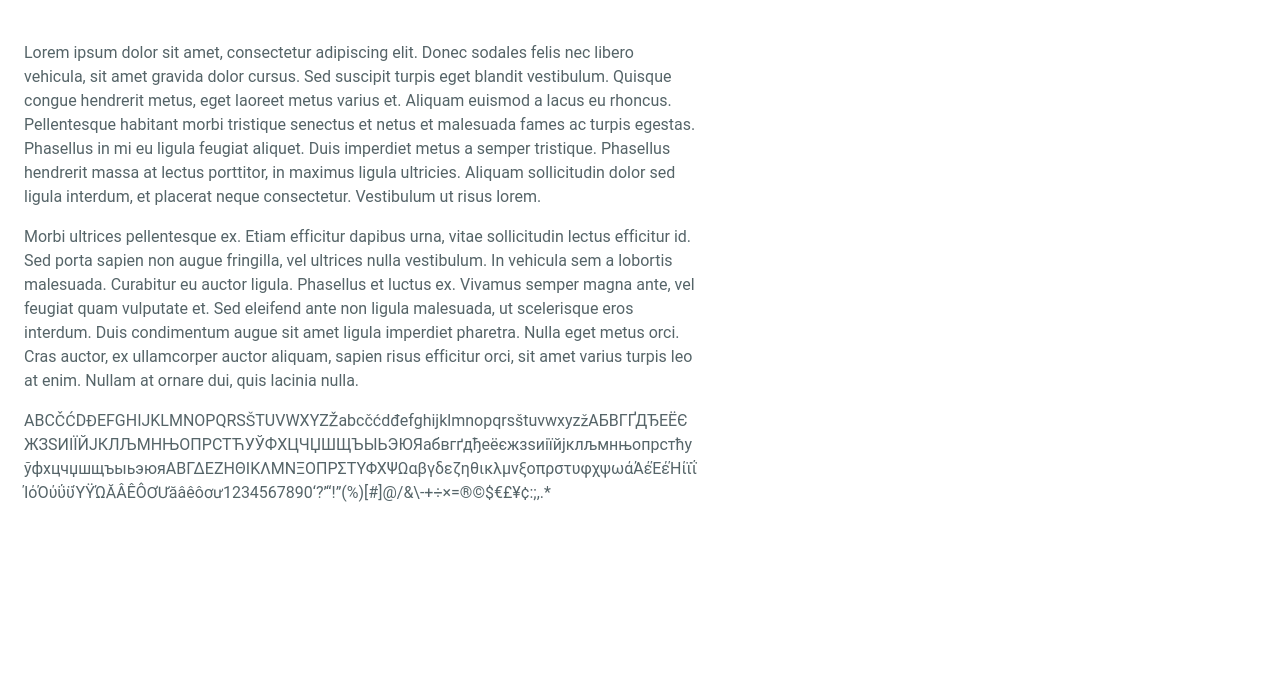 Lorem ipsum dolor sit amet, consectetur adipiscing elit. Donec sodales felis nec libero
vehicula, sit amet gravida dolor cursus. Sed suscipit turpis eget blandit vestibulum. Quisque
congue hendrerit metus, eget laoreet metus varius et. Aliquam euismod a lacus eu rhoncus.
Pellentesque habitant morbi tristique senectus et netus et malesuada fames ac turpis egestas.
Phasellus in mi eu ligula feugiat aliquet. Duis imperdiet metus a semper tristique. Phasellus
hendrerit massa at lectus porttitor, in maximus ligula ultricies. Aliquam sollicitudin dolor sed
ligula interdum, et placerat neque consectetur. Vestibulum ut risus lorem.
Morbi ultrices pellentesque ex. Etiam efficitur dapibus urna, vitae sollicitudin lectus efficitur id.
Sed porta sapien non augue fringilla, vel ultrices nulla vestibulum. In vehicula sem a lobortis
malesuada. Curabitur eu auctor ligula. Phasellus et luctus ex. Vivamus semper magna ante, vel
feugiat quam vulputate et. Sed eleifend ante non ligula malesuada, ut scelerisque eros
interdum. Duis condimentum augue sit amet ligula imperdiet pharetra. Nulla eget metus orci.
Cras auctor, ex ullamcorper auctor aliquam, sapien risus efficitur orci, sit amet varius turpis leo
at enim. Nullam at ornare dui, quis lacinia nulla.
ABCČĆDĐEFGHIJKLMNOPQRSŠTUVWXYZŽabcčćdđefghijklmnopqrsštuvwxyzžАБВГҐДЂЕЁЄ
ЖЗЅИІЇЙЈКЛЉМНЊОПРСТЋУЎФХЦЧЏШЩЪЫЬЭЮЯабвгґдђеёєжзѕиіїйјклљмнњопрстћу
ўфхцчџшщъыьэюяΑΒΓΔΕΖΗΘΙΚΛΜΝΞΟΠΡΣΤΥΦΧΨΩαβγδεζηθικλμνξοπρστυφχψωάΆέΈέΉίϊΐ
ΊόΌύΰϋΎΫΏĂÂÊÔƠƯăâêôơư1234567890‘?’“!”(%)[#]@/&\-+÷×=®©$€£¥¢:;,.*